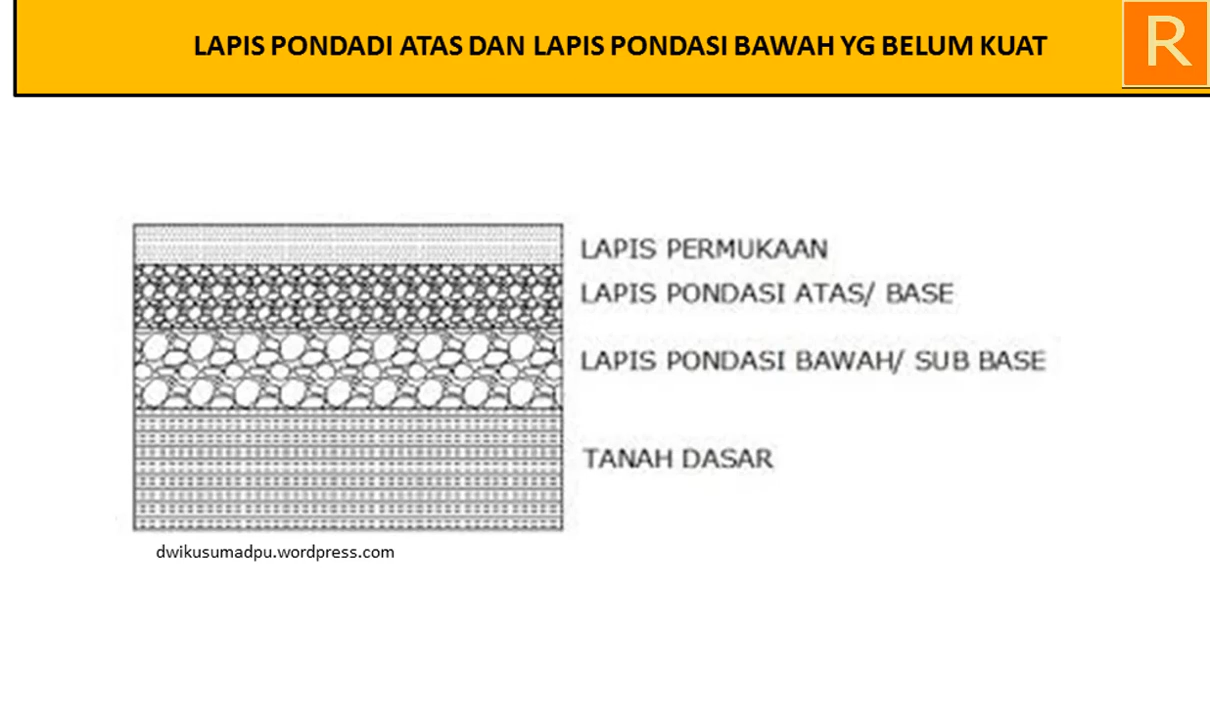 LAPIS PONDADI ATAS DAN LAPIS PONDASI BAWAH YG BELUM KUAT
R
LAPIS PERMUKAAN
LAPIS PONDASI ATAS/ BASE
LAPIS PONDASI BAWAH/ SUB BASE
TANAH DASAR
dwikusumadpu.wordpress.com